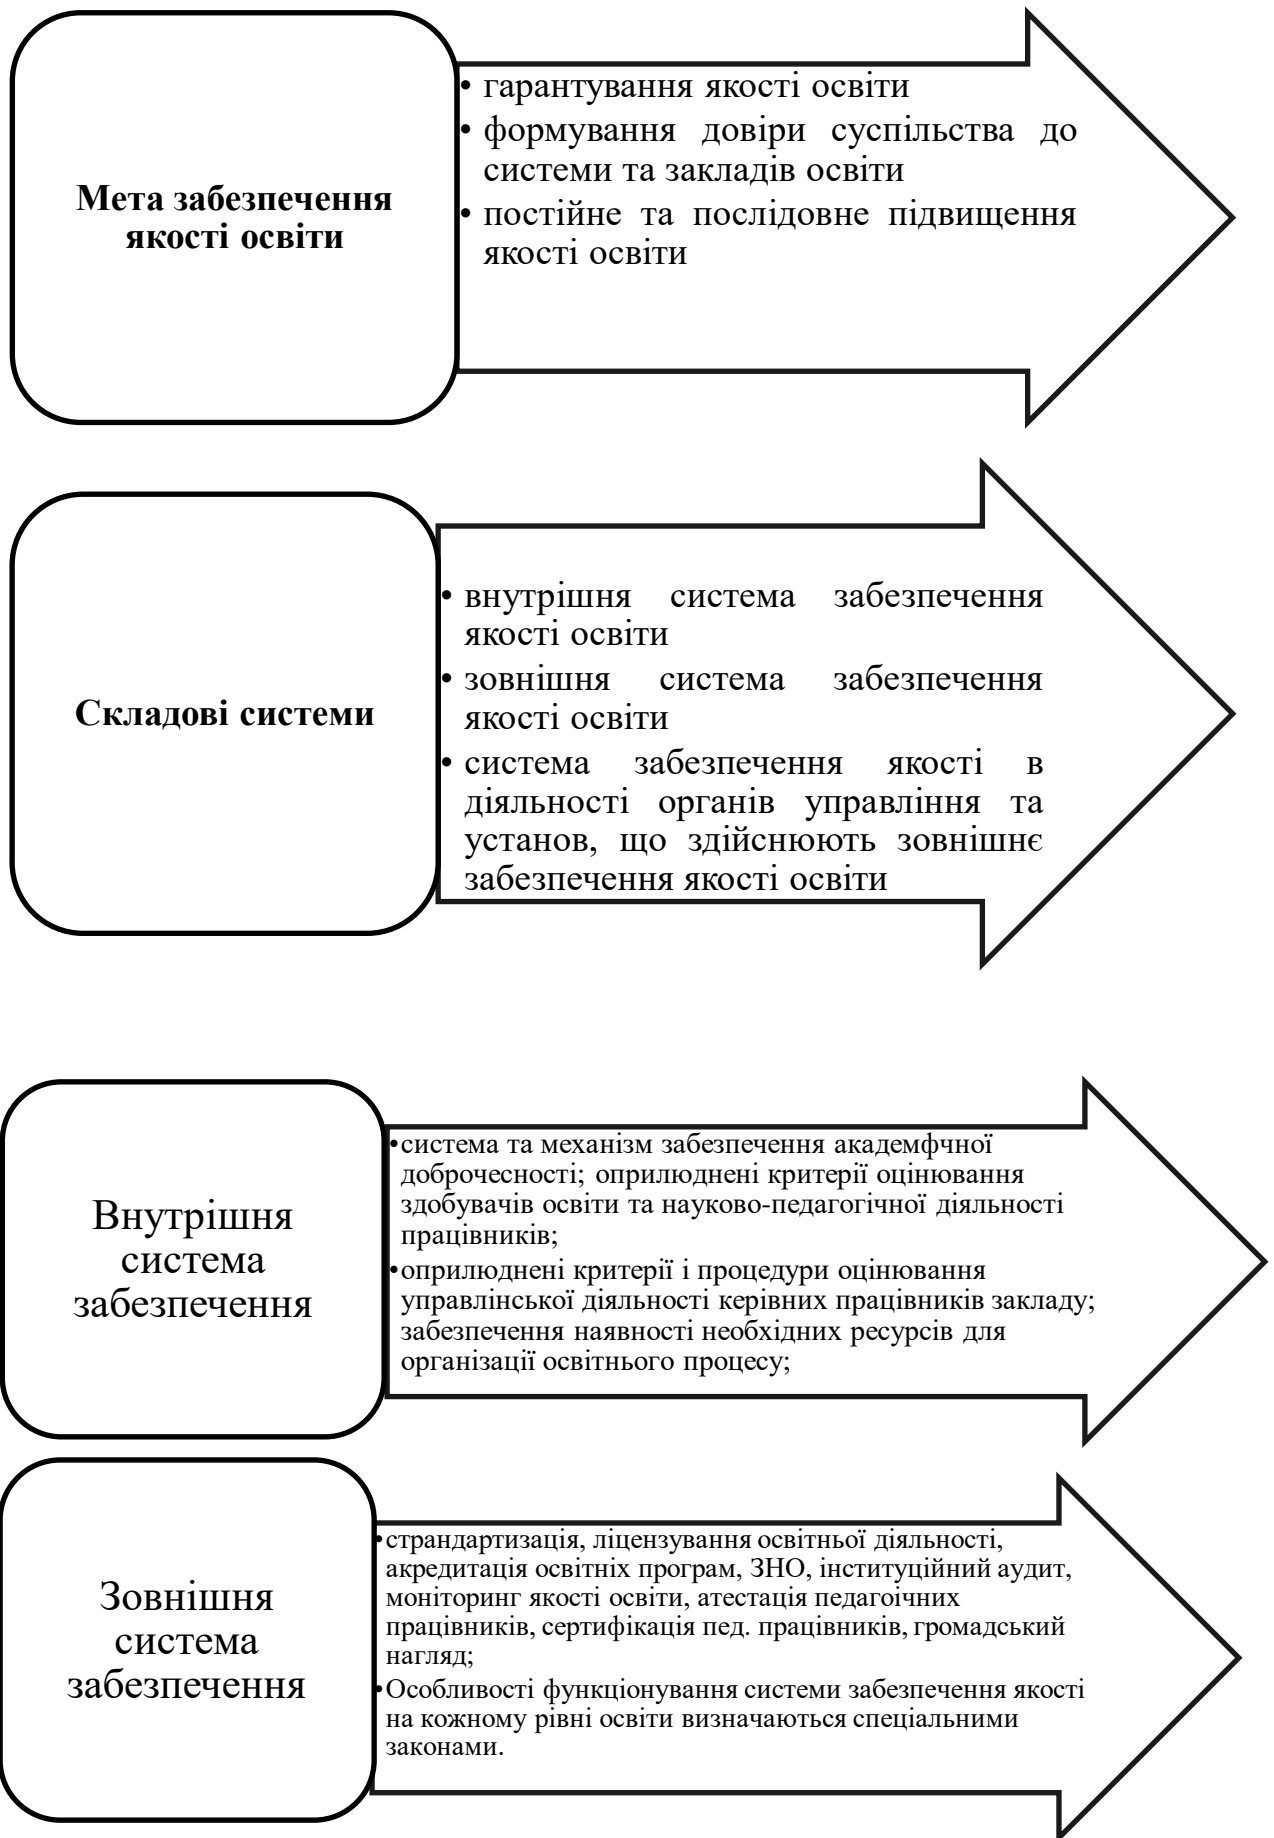 Мета забезпечення
якості освіти
• гарантування якості освіти
• формування довіри суспільства до
системи та закладів освіти
• постійне та послідовне підвищення
якості освіти
Складові системи
• внутрішня система забезпечення
якості освіти
• зовнішня система забезпечення
якості освіти
• система забезпечення якості в
діяльності органів управління та
установ, що здійснюють зовнішнє
забезпечення якості освіти
Внутрішня
система
забезпечення
•система та механізм забезпечення академфчної
доброчесності; оприлюднені критерії оцінювання
здобувачів освіти та науково-педагогічної діяльності
працівників;
•оприлюднені критерії і процедури оцінювання
управлінської діяльності керівних працівників закладу;
забезпечення наявності необхідних ресурсів для
організації освітнього процесу;
Зовнішня
система
забезпечення
•страндартизація, ліцензування освітньої діяльності,
акредитація освітніх програм, ЗНО, інституційний аудит,
моніторинг якості освіти, атестація педагоічних
працівників, сертифікація пед. працівників, громадський
нагляд;
•Особливості функціонування системи забезпечення якості
на кожному рівні освіти визначаються спеціальними
законами.